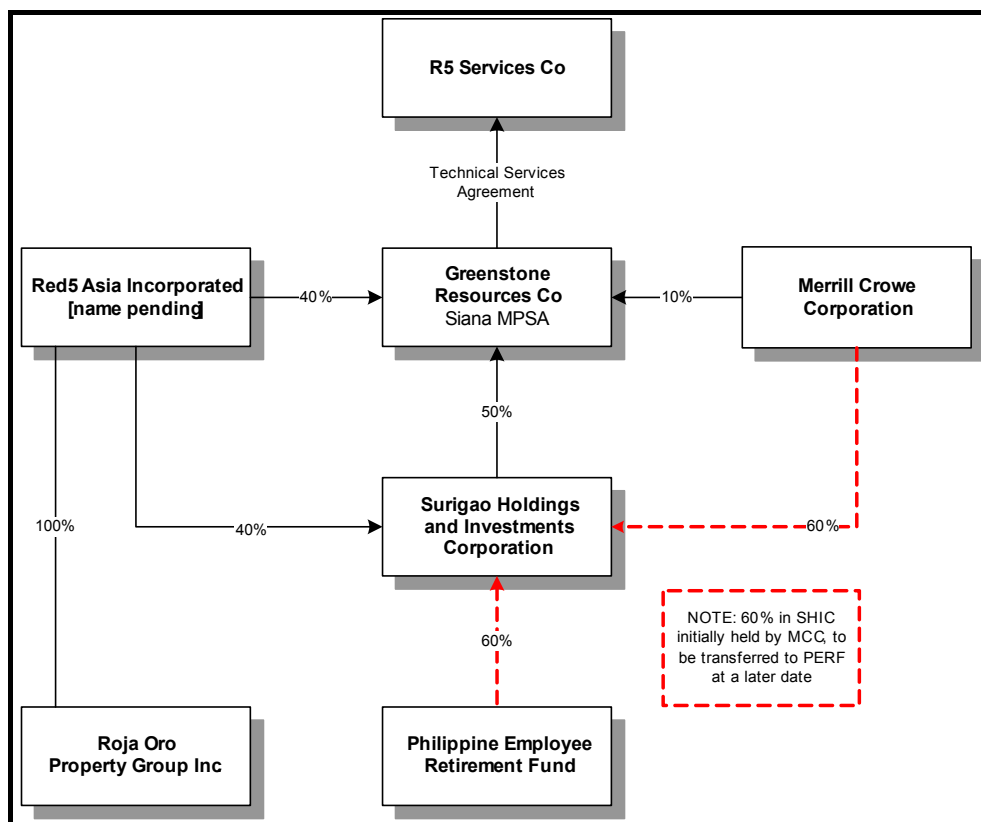 R5 Services Co
Technical Services
Agreement
Red5 Asia Incorporated
[name pending]
40%
Greenstone
Resources Co
Siana MPSA
10%
Merrill Crowe
Corporation
50%
100%
40%
Surigao Holdings
and Investments
Corporation
60%
60%
NOTE: 60% in SHIC
initially held by MCC, to
be transferred to PERF
at a later date
Roja Oro
Property Group Inc
Philippine Employee
Retirement Fund